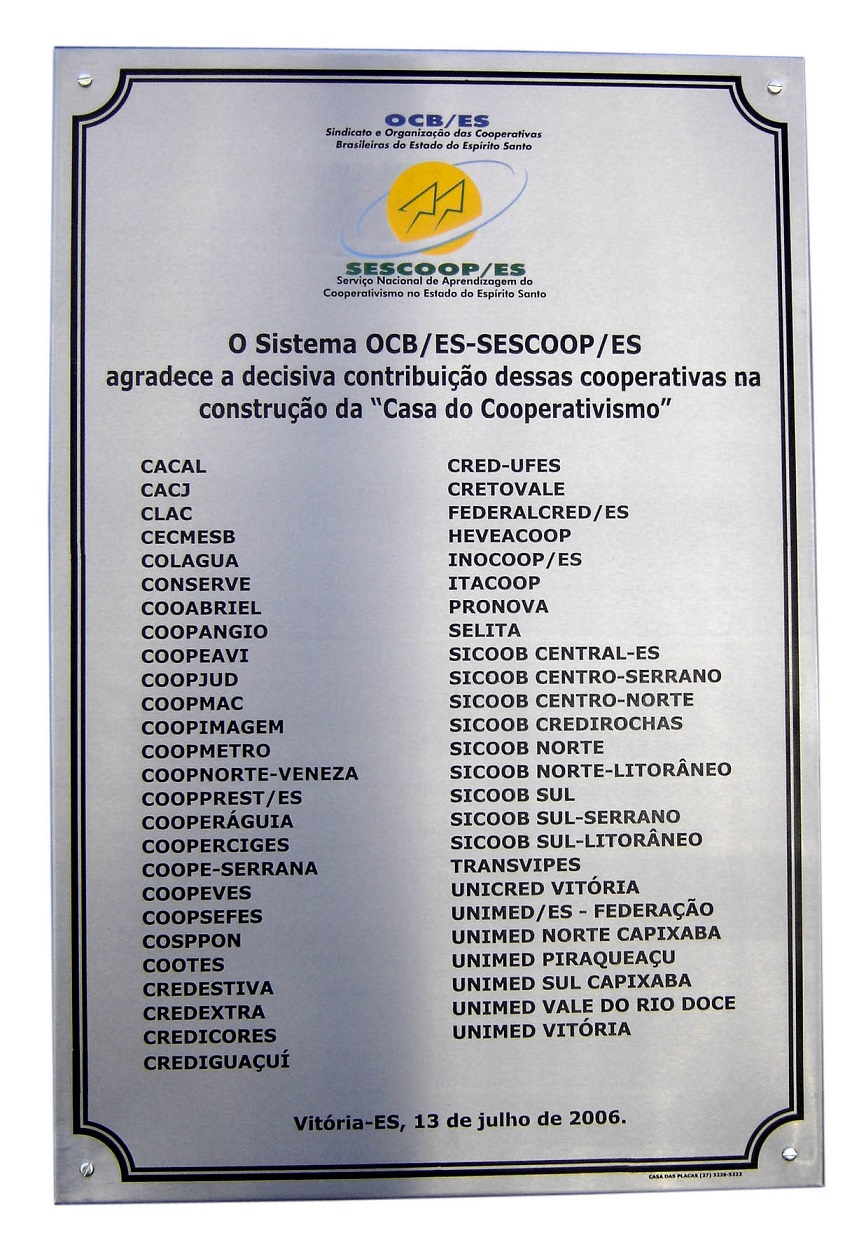 OCB/ES
Sindicato e Organização das Cooperativas
Brasileiras do Estado do Espírito Santo
SESCOOP/ES
Serviço Nacional de Aprendizagem do
Cooperativismo no Estado do Espírito Santo
O Sistema OCB/ES-SESCOOP/ES
agradece a decisiva contribuição dessas cooperativas na
construção da “Casa do Cooperativismo”
CACAL
CACJ
CLAC
CECMESB
COLAGUA
CONSERVE
COOABRIEL
COOPANGIO
COOPEAVI
COOPJUD
COOPMAC
COOPIMAGEM
COOPMETRO
COOPNORTE-VENEZA
COOPPREST/ES
COOPERÁGUIA
COOPERCIGES
COOPE-SERRANA
COOPEVES
COOPSEFES
COSPPON
COOTES
CREDESTIVA
CREDEXTRA
CREDICORES
CREDIGUAÇUÍ
CRED-UFES
CRETOVALE
FEDERALCRED/ES
HEVEACOOP
INOCOOP/ES
ITACOOP
PRONOVA
SELITA
SICOOB CENTRAL-ES
SICOOB CENTRO-SERRANO
SICOOB CENTRO-NORTE
SICOOB CREDIROCHAS
SICOOB NORTE
SICOOB NORTE-LITORÂNEO
SICOOB SUL
SICOOB SUL-SERRANO
SICOOB SUL-LITORÂNEO
TRANSVIPES
UNICRED VITÓRIA
UNIMED/ES - FEDERAÇÃO
UNIMED NORTE CAPIXABA
UNIMED PIRAQUEAÇU
UNIMED SUL CAPIXABA
UNIMED VALE DO RIO DOCE
UNIMED VITÓRIA
Vitória-ES, 13 de julho de 2006.
CASA DAS PLACAS (27)